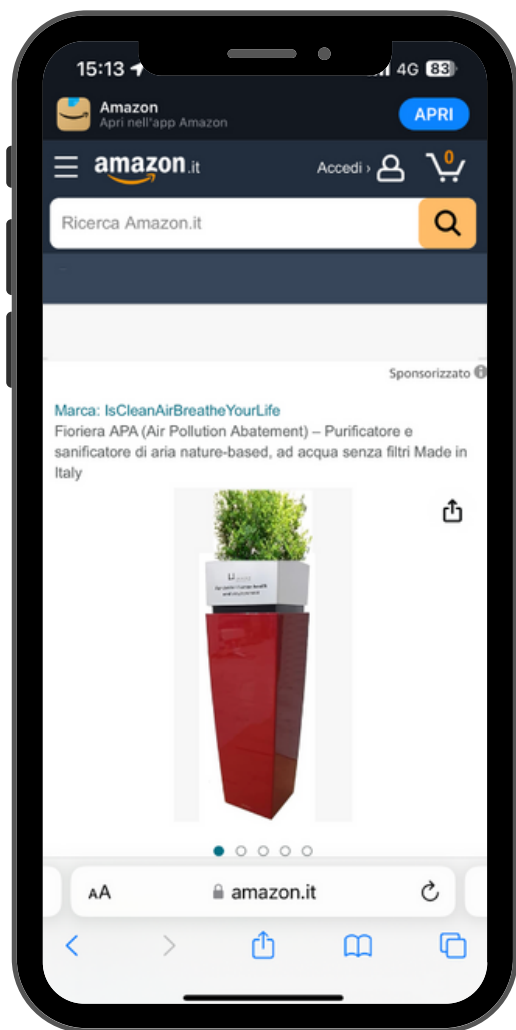 15:13
4G 83
Amazon
Apri nell'app Amazon
APRI
amazon.it
Accedi ›
0
Ricerca Amazon.it
Sponsorizzato
Marca: IsCleanAirBreatheYourLife
Fioriera APA (Air Pollution Abatement) – Purificatore e
sanificatore di aria nature-based, ad acqua senza filtri Made in
Italy
AA
amazon.it